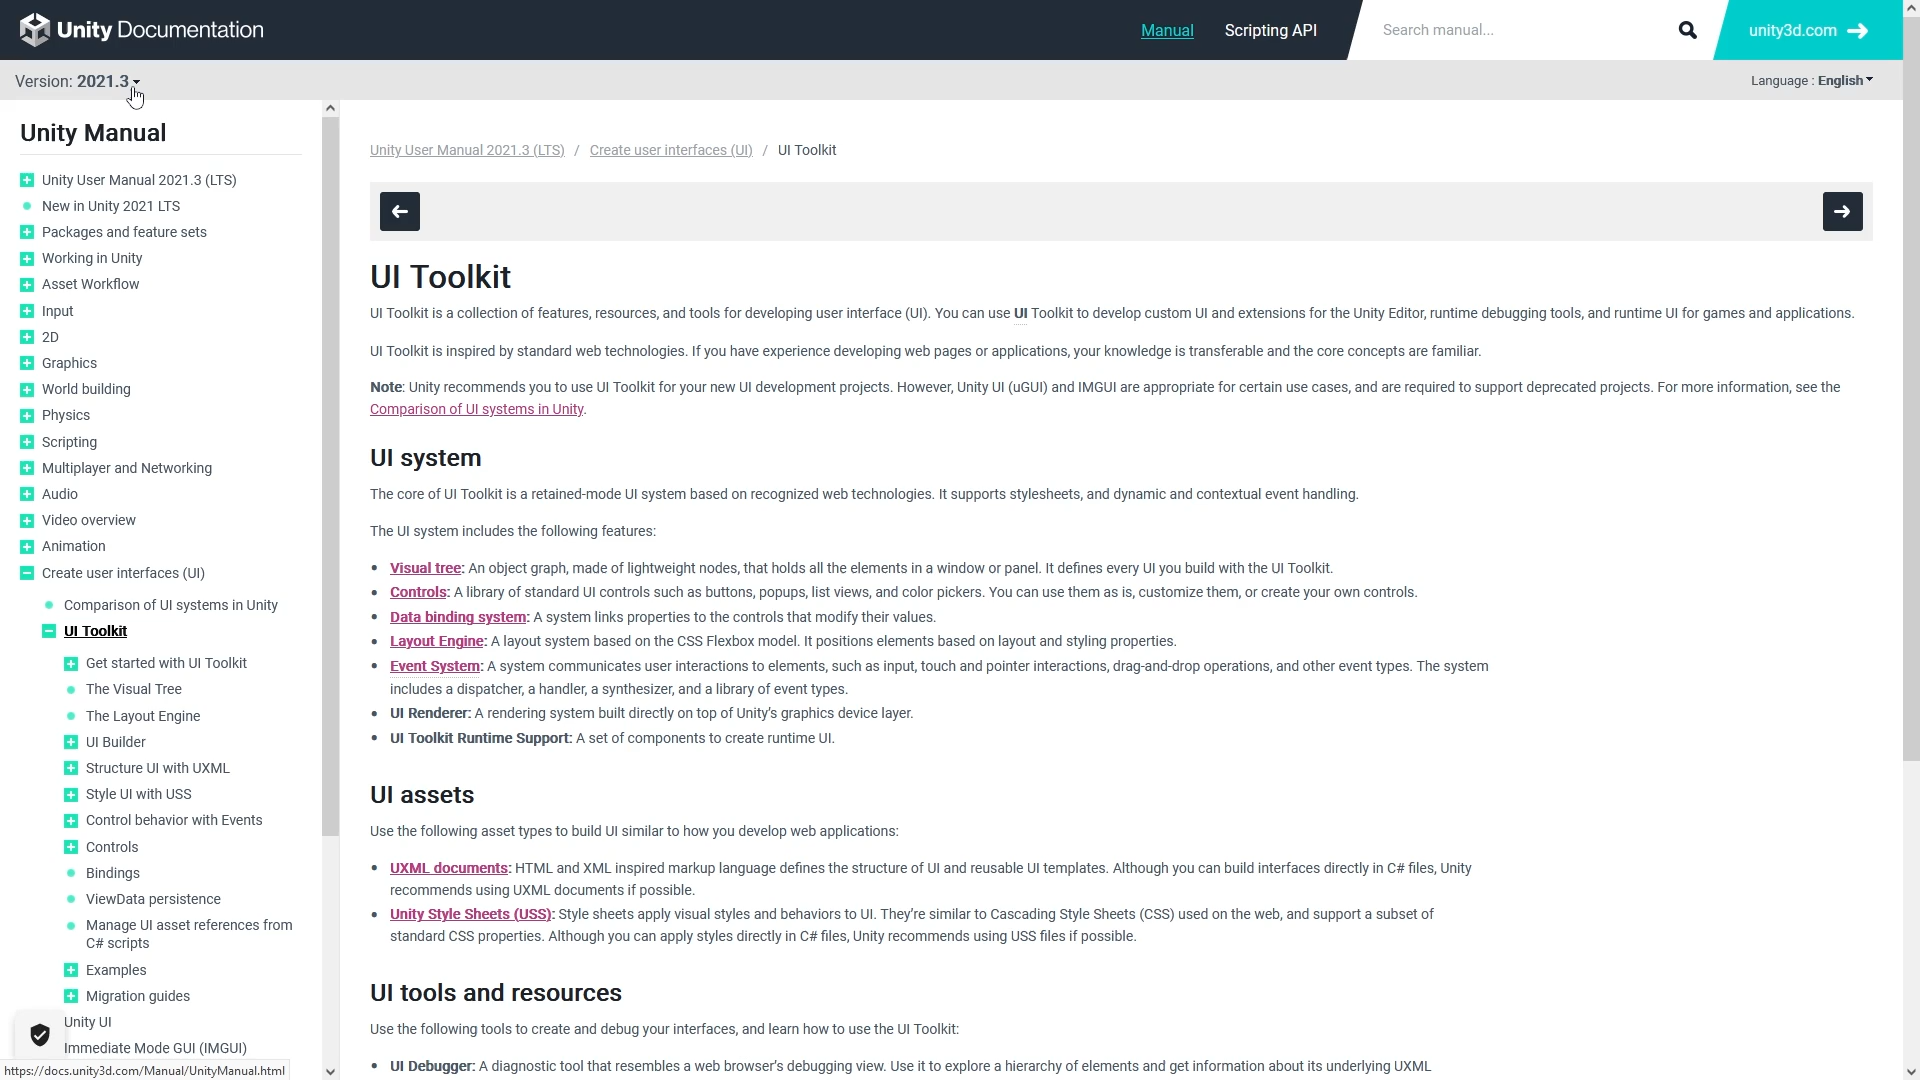 Unity Documentation
Manual
Scripting API
Search manual...
unity3d.com
Version: 2021.3
Language : English
Unity Manual
Unity User Manual 2021.3 (LTS)
New in Unity 2021 LTS
Packages and feature sets
Working in Unity
Asset Workflow
Input
2D
Graphics
World building
Physics
Scripting
Multiplayer and Networking
Audio
Video overview
Animation
Create user interfaces (UI)
Comparison of UI systems in Unity
UI Toolkit
Get started with UI Toolkit
The Visual Tree
The Layout Engine
UI Builder
Structure UI with UXML
Style UI with USS
Control behavior with Events
Controls
Bindings
ViewData persistence
Manage UI asset references from
C# scripts
Examples
Migration guides
Unity UI
Immediate Mode GUI (IMGUI)
https://docs.unity3d.com/Manual/UnityManual.html
Unity User Manual 2021.3 (LTS) / Create user interfaces (UI) / UI Toolkit
UI Toolkit
UI Toolkit is a collection of features, resources, and tools for developing user interface (UI). You can use UI Toolkit to develop custom UI and extensions for the Unity Editor, runtime debugging tools, and runtime UI for games and applications.
UI Toolkit is inspired by standard web technologies. If you have experience developing web pages or applications, your knowledge is transferable and the core concepts are familiar.
Note: Unity recommends you to use UI Toolkit for your new UI development projects. However, Unity UI (uGUI) and IMGUI are appropriate for certain use cases, and are required to support deprecated projects. For more information, see the
Comparison of UI systems in Unity.
UI system
The core of UI Toolkit is a retained-mode UI system based on recognized web technologies. It supports stylesheets, and dynamic and contextual event handling.
The UI system includes the following features:
• Visual tree: An object graph, made of lightweight nodes, that holds all the elements in a window or panel. It defines every UI you build with the UI Toolkit.
• Controls: A library of standard UI controls such as buttons, popups, list views, and color pickers. You can use them as is, customize them, or create your own controls.
• Data binding system: A system links properties to the controls that modify their values.
• Layout Engine: A layout system based on the CSS Flexbox model. It positions elements based on layout and styling properties.
• Event System: A system communicates user interactions to elements, such as input, touch and pointer interactions, drag-and-drop operations, and other event types. The system
includes a dispatcher, a handler, a synthesizer, and a library of event types.
• UI Renderer: A rendering system built directly on top of Unity's graphics device layer.
• UI Toolkit Runtime Support: A set of components to create runtime UI.
UI assets
Use the following asset types to build UI similar to how you develop web applications:
• UXML documents: HTML and XML inspired markup language defines the structure of UI and reusable UI templates. Although you can build interfaces directly in C# files, Unity
recommends using UXML documents if possible.
• Unity Style Sheets (USS): Style sheets apply visual styles and behaviors to UI. They're similar to Cascading Style Sheets (CSS) used on the web, and support a subset of
standard CSS properties. Although you can apply styles directly in C# files, Unity recommends using USS files if possible.
UI tools and resources
Use the following tools to create and debug your interfaces, and learn how to use the UI Toolkit:
• UI Debugger: A diagnostic tool that resembles a web browser's debugging view. Use it to explore a hierarchy of elements and get information about its underlying UXML